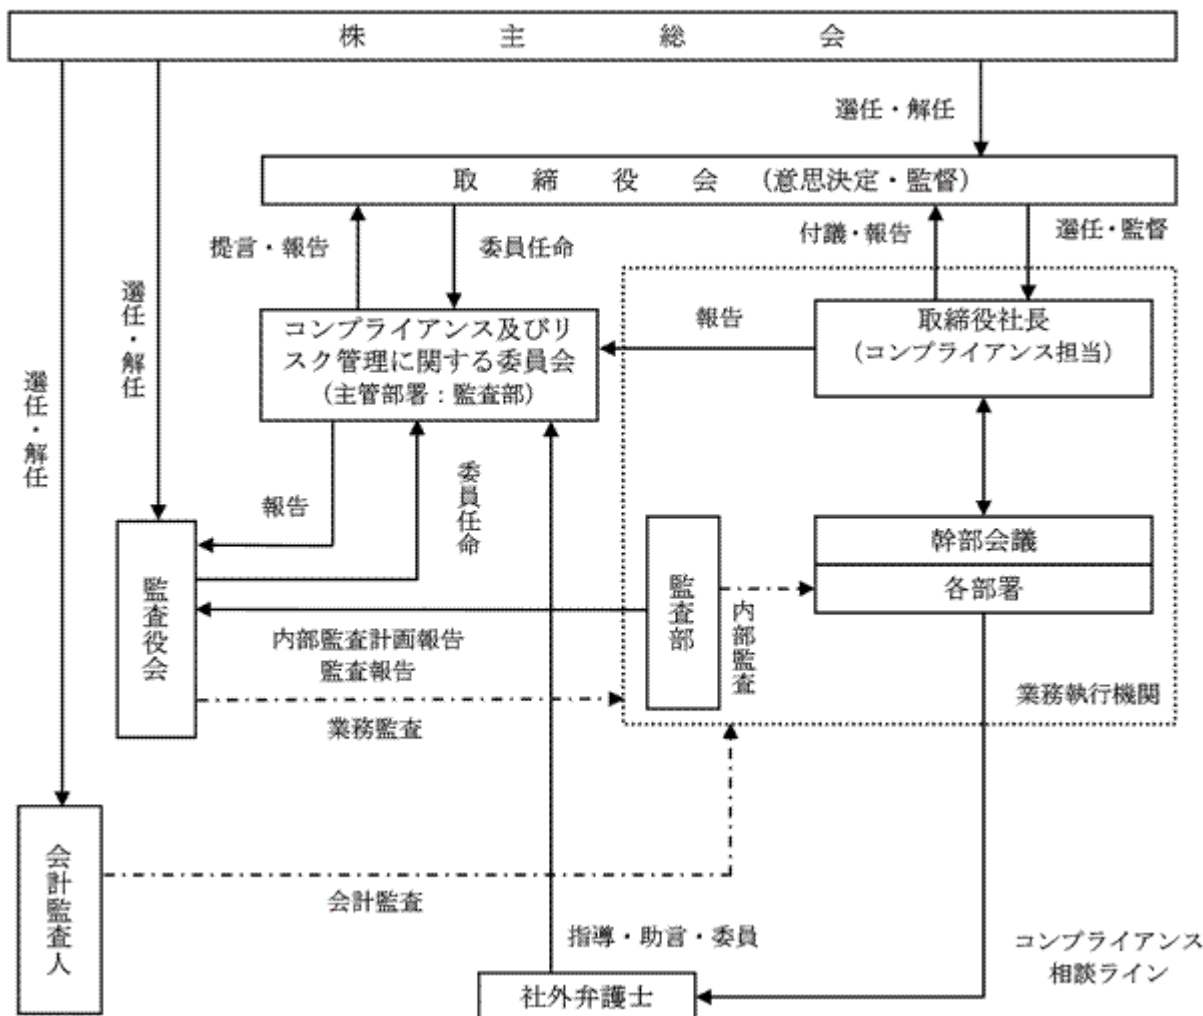 株主総会
選任・解任
取締役会（意思決定・監督）
提言・報告
委員任命
付議・報告
選任・監督
選任・解任
選任・解任
コンプライアンス及びリ
スク管理に関する委員会
（主管部署：監査部）
報告
取締役社長
（コンプライアンス担当）
報告
委員任命
監査役会
監査部
内部監査
幹部会議
各部署
内部監査計画報告
監査報告
業務監査
業務執行機関
会計監査人
会計監査
指導・助言・委員
社外弁護士
コンプライアンス
相談ライン